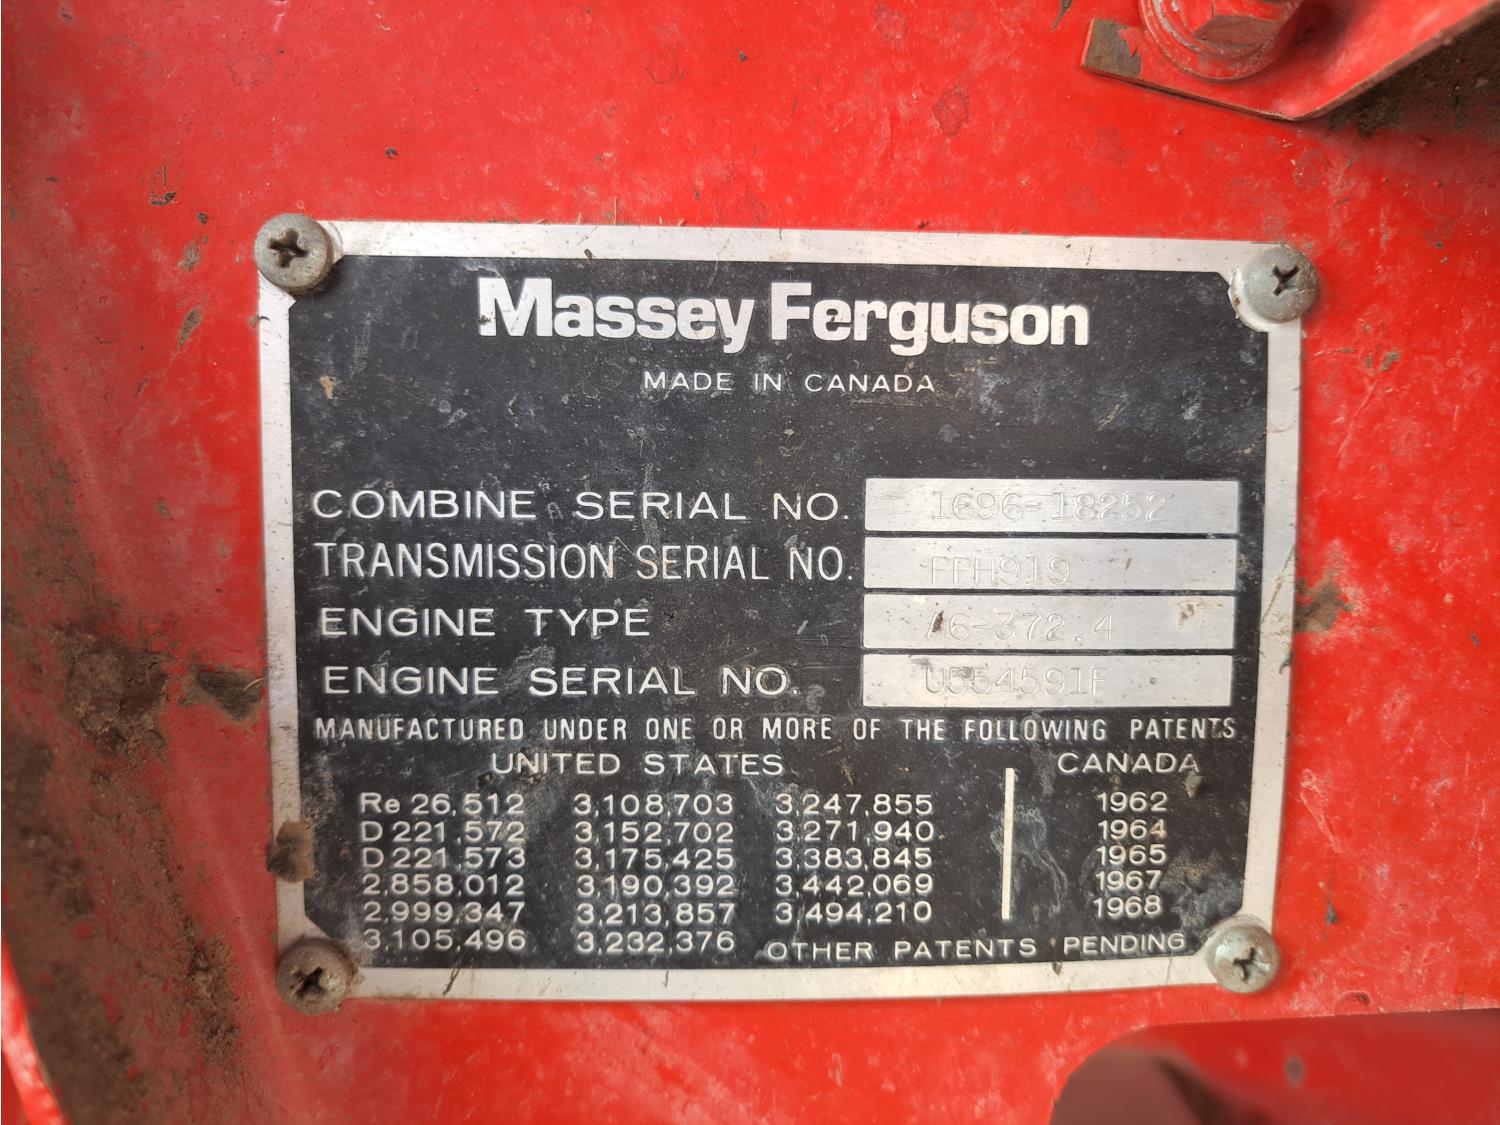 Massey Ferguson
MADE IN CANADA
COMBINE SERIAL NO. 1696-18252
TRANSMISSION SERIAL NO. PPH919
ENGINE TYPE A6-372.4
ENGINE SERIAL NO. U554591F
MANUFACTURED UNDER ONE OR MORE OF THE FOLLOWING PATENTS
UNITED STATES CANADA
Re 26,512 3,108,703 3,247,855 1962
D 221,572 3,152,702 3,271,940 1964
D 221,573 3,175,425 3,383,845 1965
2,858,012 3,190,392 3,442,069 1967
2,999,347 3,213,857 3,494,210 1968
3,105,496 3,232,376 OTHER PATENTS PENDING